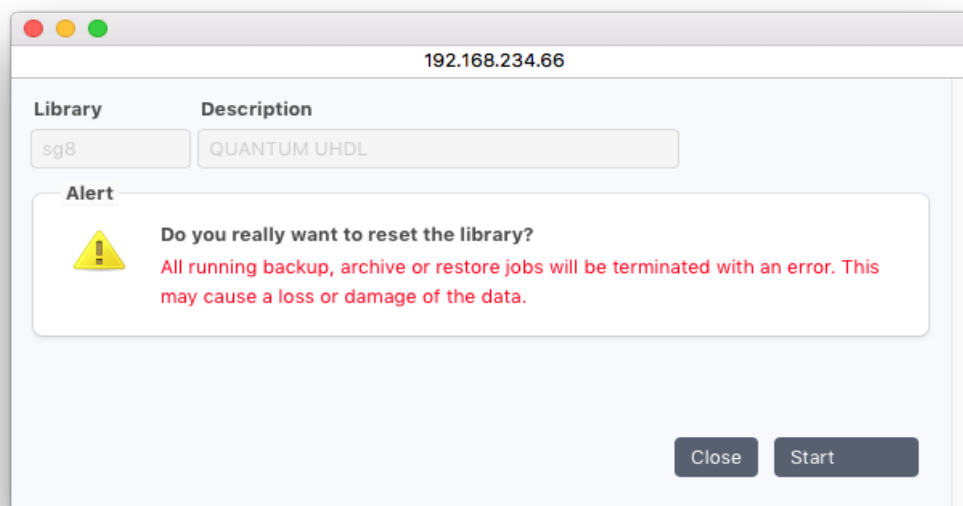 192.168.234.66
Library Description
sg8 QUANTUM UHDL
Alert
Do you really want to reset the library?
All running backup, archive or restore jobs will be terminated with an error. This
may cause a loss or damage of the data.
Close Start